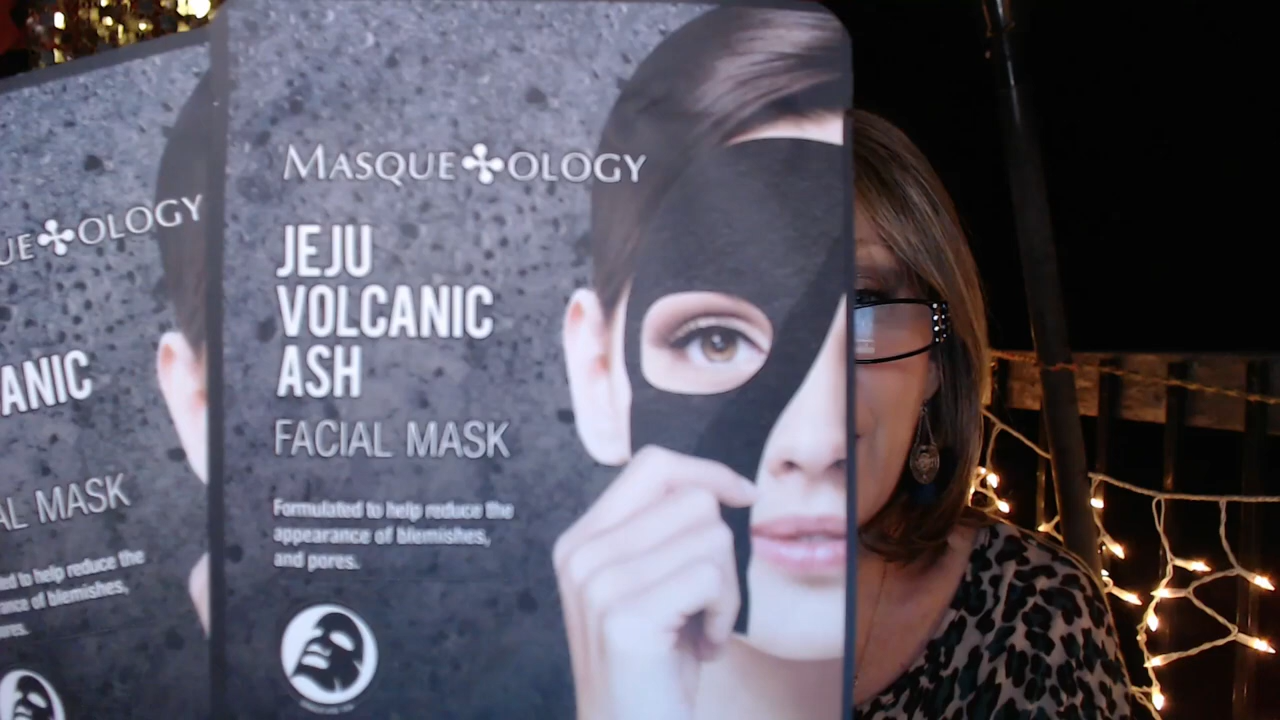 MASQUE OLOGY
JEJU
VOLCANIC
ASH
FACIAL MASK
Formulated to help reduce the
appearance of blemishes,
and pores.
UE OLOGY
ANIC
AL MASK
ed to help reduce the
ance of blemishes,